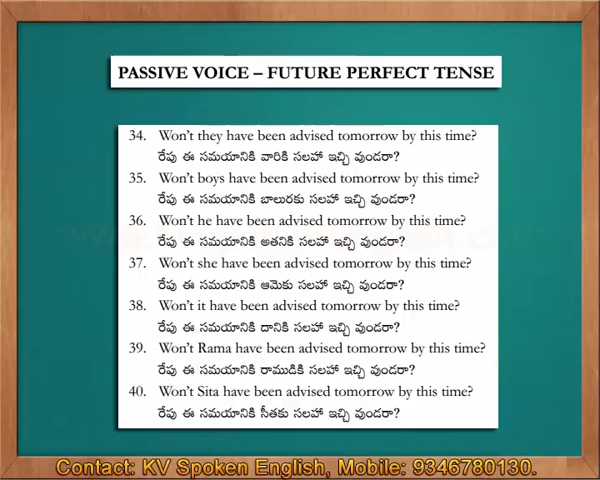 PASSIVE VOICE – FUTURE PERFECT TENSE
34. Won't they have been advised tomorrow by this time?
రేపు ఈ సమయానికి వారికి సలహా ఇచ్చి వుండరా?
35. Won't boys have been advised tomorrow by this time?
రేపు ఈ సమయానికి బాలురకు సలహా ఇచ్చి వుండరా?
36. Won't he have been advised tomorrow by this time?
రేపు ఈ సమయానికి అతనికి సలహా ఇచ్చి వుండరా?
37. Won't she have been advised tomorrow by this time?
రేపు ఈ సమయానికి ఆమెకు సలహా ఇచ్చి వుండరా?
38. Won't it have been advised tomorrow by this time?
రేపు ఈ సమయానికి దానికి సలహా ఇచ్చి వుండరా?
39. Won't Rama have been advised tomorrow by this time?
రేపు ఈ సమయానికి రాముడికి సలహా ఇచ్చి వుండరా?
40. Won't Sita have been advised tomorrow by this time?
రేపు ఈ సమయానికి సీతకు సలహా ఇచ్చి వుండరా?
Contact: KV Spoken English, Mobile: 9346780130.